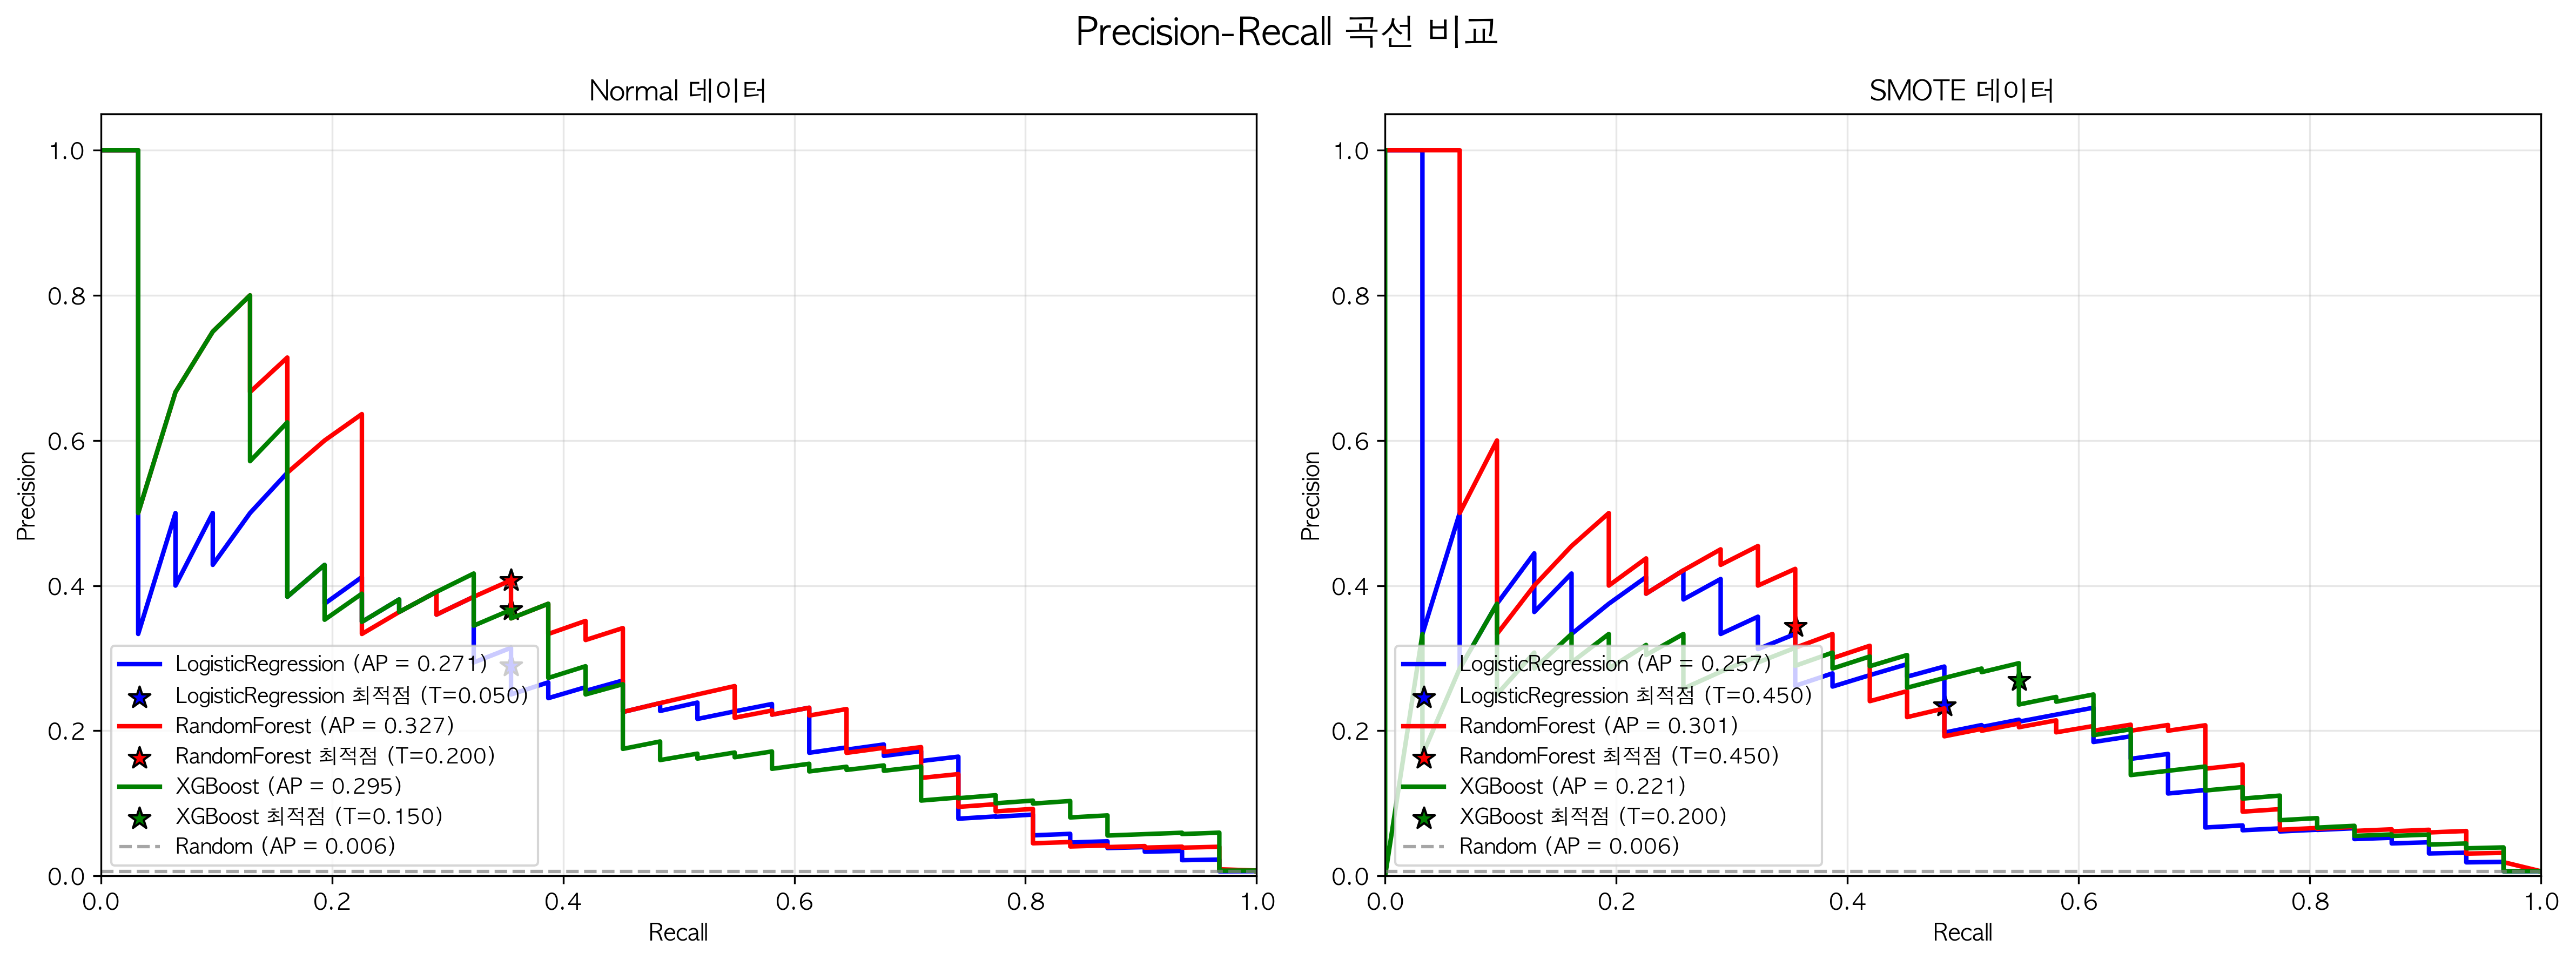 Precision-Recall 곡선 비교
Normal 데이터
Precision
1.0
0.8
0.6
0.4
0.2
0.0
LogisticRegression (AP = 0.271)
LogisticRegression 최적점 (T=0.050)
RandomForest (AP = 0.327)
RandomForest 최적점 (T=0.200)
XGBoost (AP = 0.295)
XGBoost 최적점 (T=0.150)
Random (AP = 0.006)
0.0 0.2 0.4 0.6 0.8 1.0
Recall
SMOTE 데이터
Precision
1.0
0.8
0.6
0.4
0.2
0.0
LogisticRegression (AP = 0.257)
LogisticRegression 최적점 (T=0.450)
RandomForest (AP = 0.301)
RandomForest 최적점 (T=0.450)
XGBoost (AP = 0.221)
XGBoost 최적점 (T=0.200)
Random (AP = 0.006)
0.0 0.2 0.4 0.6 0.8 1.0
Recall